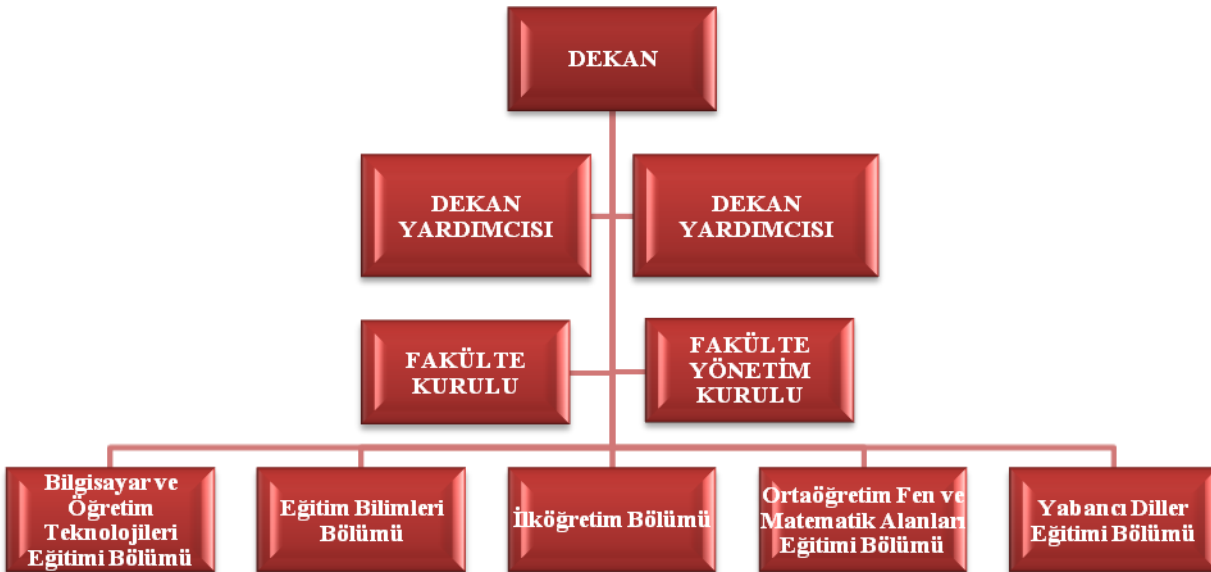 DEKAN
DEKAN
YARDIMCISI
DEKAN
YARDIMCISI
FAKÜLTE
KURULU
FAKÜLTE
YÖNETİM
KURULU
Bilgisayar ve
Öğretim
Teknolojileri
Eğitimi Bölümü
Eğitim Bilimleri
Bölümü
İlköğretim Bölümü
Ortaöğretim Fen ve
Matematik Alanları
Eğitimi Bölümü
Yabancı Diller
Eğitimi Bölümü